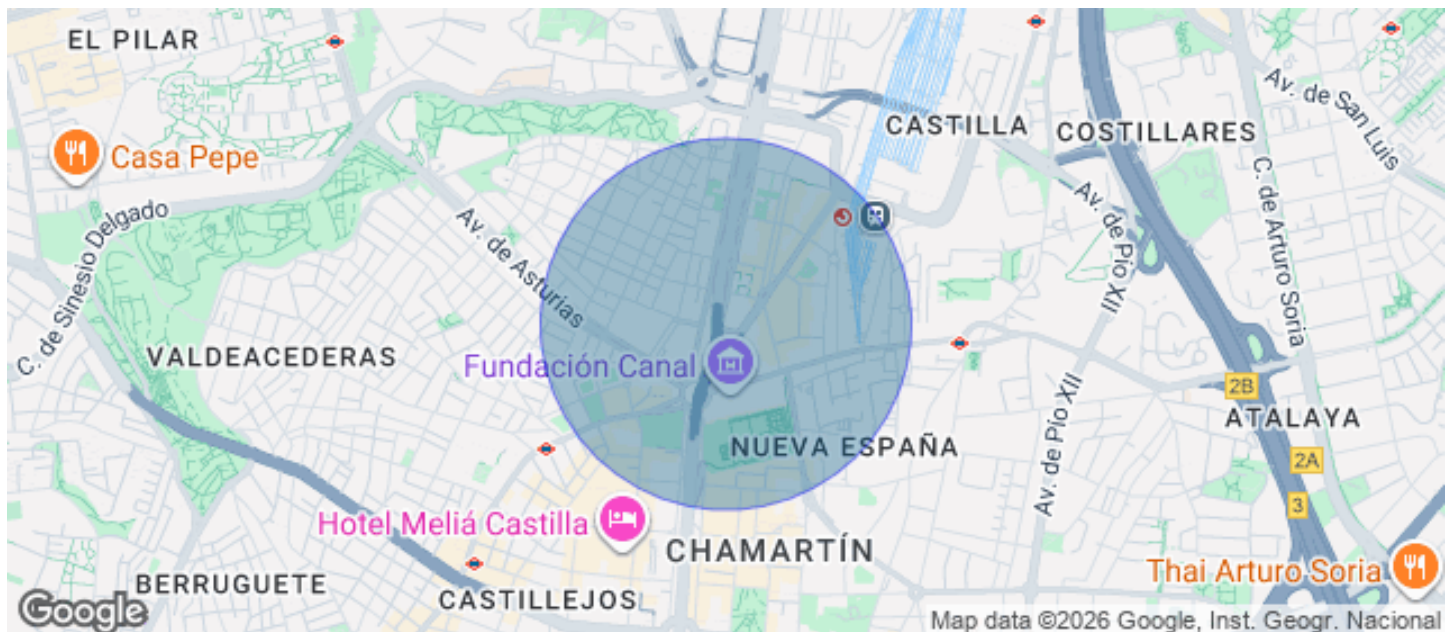 EL PILAR
Casa Pepe
CASTILLA
COSTILLARES
Av. de San Luis
C. de Sinesio Delgado
Av. de Asturias
Av. de Pío XII
C. de Arturo Soria
VALDEACEDERAS
Fundación Canal
2B
ATALAYA
NUEVA ESPAÑA
Av. de Pío XII
2A
3
Hotel Meliá Castilla
CHAMARTÍN
Thai Arturo Soria
BERRUGUETE
CASTILLEJOS
Google
Map data ©2026 Google, Inst. Geogr. Nacional